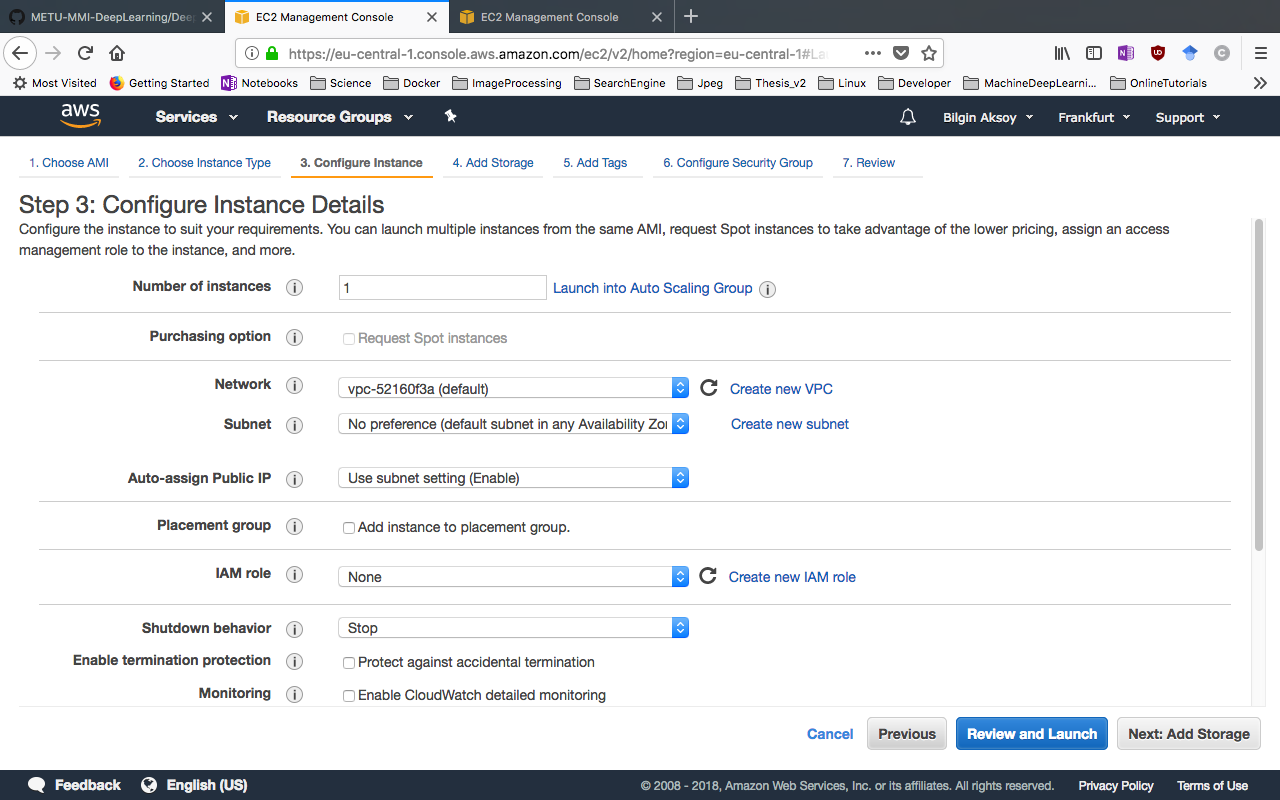 METU-MMI-DeepLearning/Dee
EC2 Management Console
EC2 Management Console
https://eu-central-1.console.aws.amazon.com/ec2/v2/home?region=eu-central-1#La
Most Visited Getting Started Notebooks Science Docker ImageProcessing SearchEngine Jpeg Thesis_v2 Linux Developer MachineDeepLearni... OnlineTutorials
aws Services Resource Groups Bilgin Aksoy Frankfurt Support
1. Choose AMI 2. Choose Instance Type 3. Configure Instance 4. Add Storage 5. Add Tags 6. Configure Security Group 7. Review
Step 3: Configure Instance Details
Configure the instance to suit your requirements. You can launch multiple instances from the same AMI, request Spot instances to take advantage of the lower pricing, assign an access
management role to the instance, and more.
Number of instances 1 Launch into Auto Scaling Group
Purchasing option Request Spot instances
Network vpc-52160f3a (default) Create new VPC
Subnet No preference (default subnet in any Availability Zo Create new subnet
Auto-assign Public IP Use subnet setting (Enable)
Placement group Add instance to placement group.
IAM role None Create new IAM role
Shutdown behavior Stop
Enable termination protection Protect against accidental termination
Monitoring Enable CloudWatch detailed monitoring
Cancel Previous Review and Launch Next: Add Storage
Feedback English (US) © 2008 - 2018, Amazon Web Services, Inc. or its affiliates. All rights reserved. Privacy Policy Terms of Use